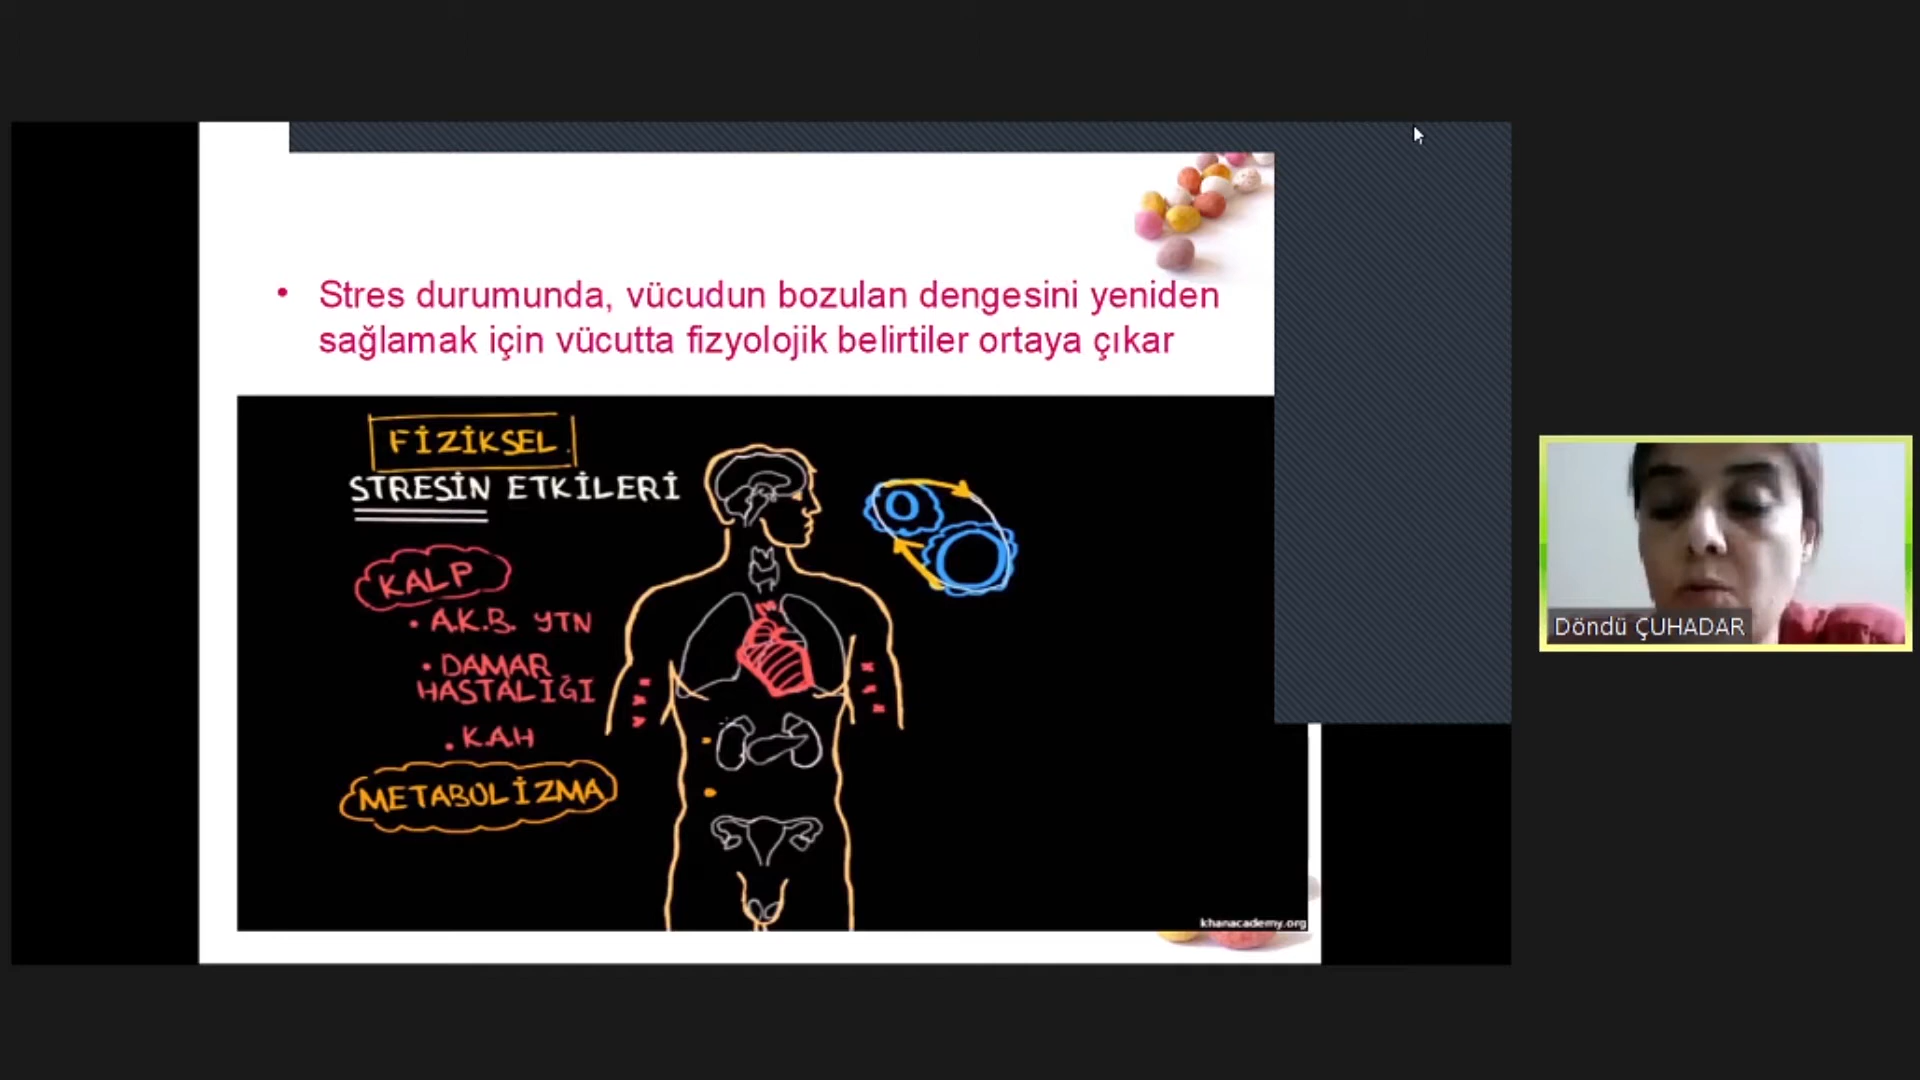 • Stres durumunda, vücudun bozulan dengesini yeniden
sağlamak için vücutta fizyolojik belirtiler ortaya çıkar
FİZİKSEL
STRESİN ETKİLERİ
KALP
• A.K.B. YTN
• DAMAR
HASTALIĞI
• K.A.H
METABOLİZMA
khanacademy.org
Döndü ÇUHADAR